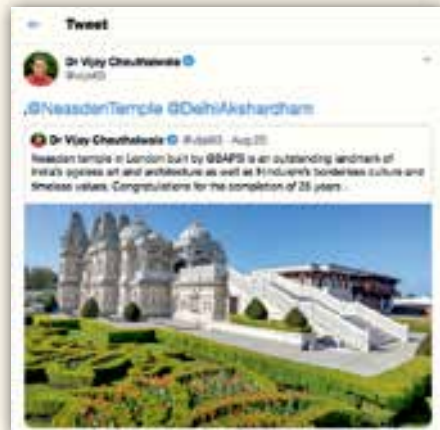 Tweet
Dr Vijay Chauthaiwale
.@NeasdenTemple @DelhiAkshardham
Dr Vijay Chauthaiwale Aug 20
Neasden temple in London built by @BAPS is an outstanding landmark of
India's ageless art and architecture as well as Hinduism's borderless culture and
timeless values. Congratulations for the completion of 25 years .